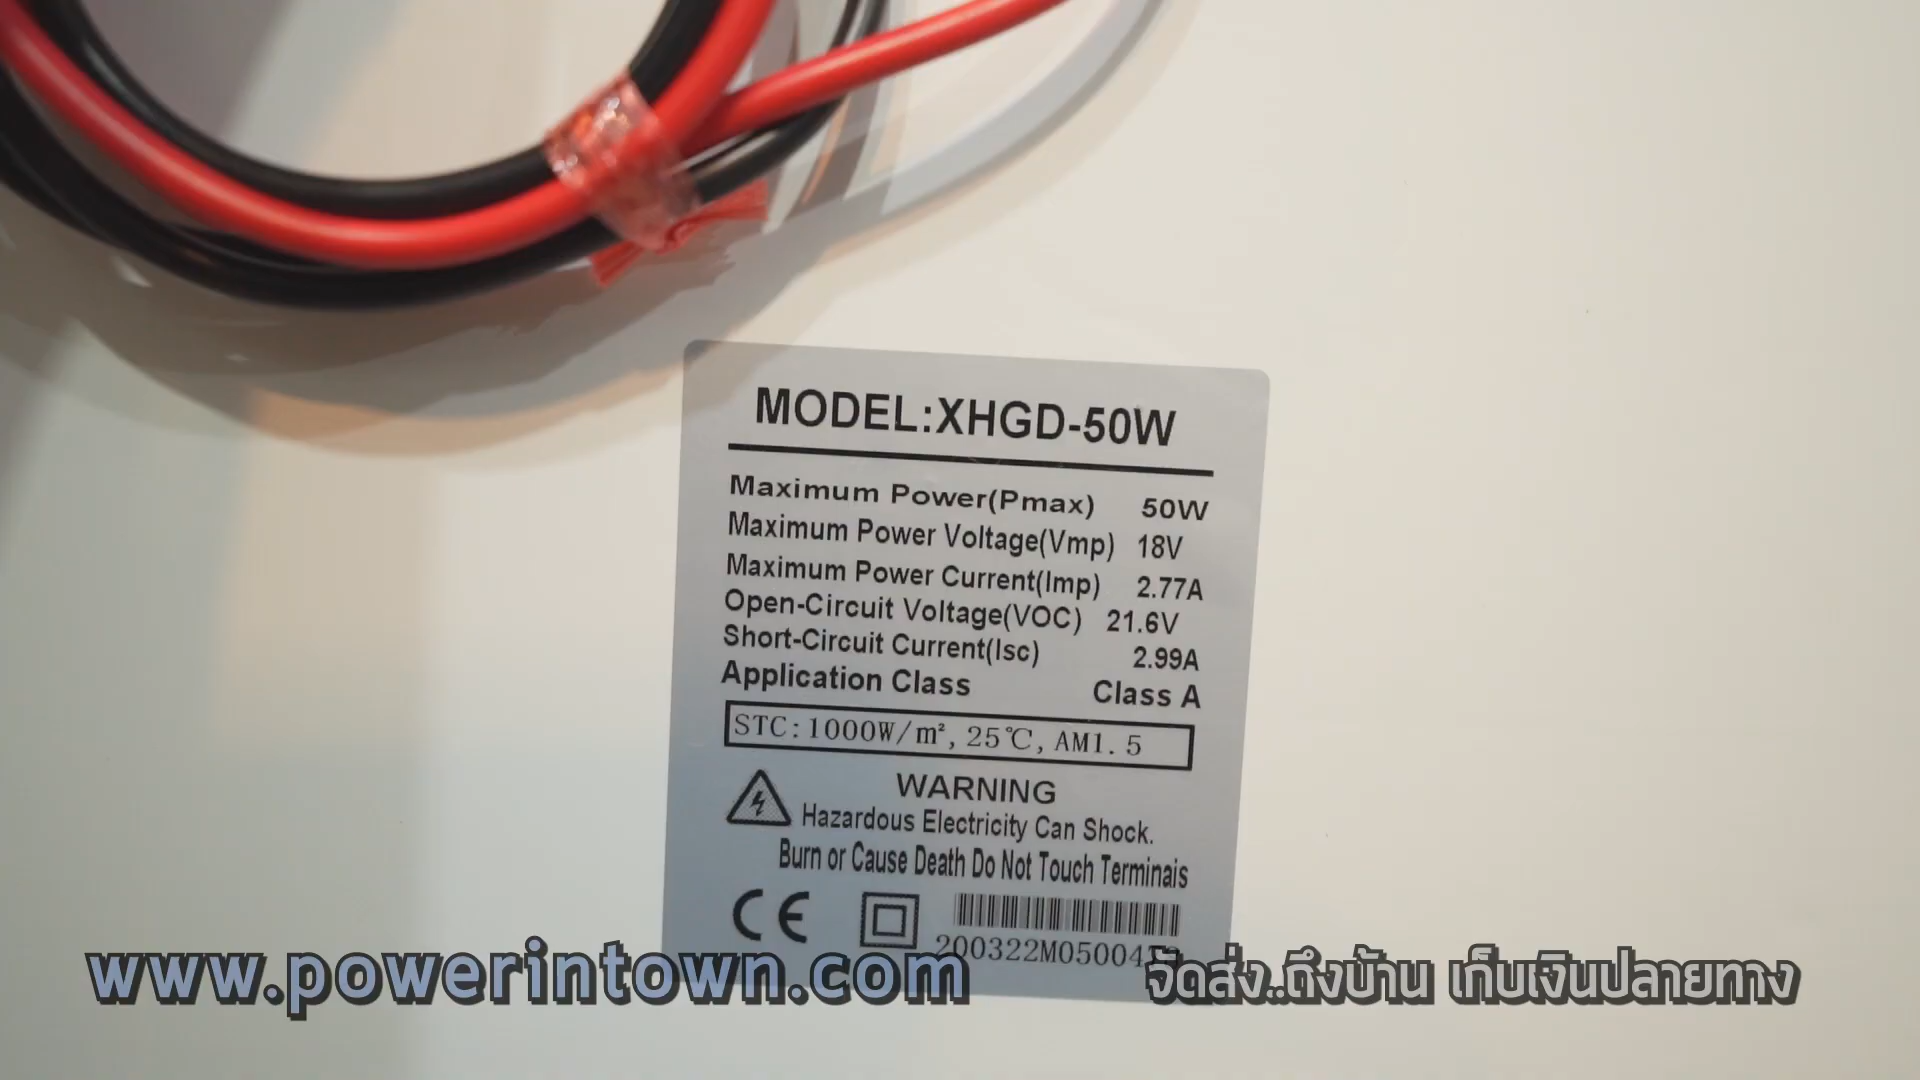 MODEL:XHGD-50W
Maximum Power(Pmax) 50W
Maximum Power Voltage(Vmp) 18V
Maximum Power Current(Imp) 2.77A
Open-Circuit Voltage(VOC) 21.6V
Short-Circuit Current(Isc) 2.99A
Application Class Class A
STC:1000W/m²,25℃,AM1.5
WARNING
Hazardous Electricity Can Shock.
Burn or Cause Death Do Not Touch Terminais
CE
www.powerintown.com
จัดส่ง..ถึงบ้าน เก็บเงินปลายทาง